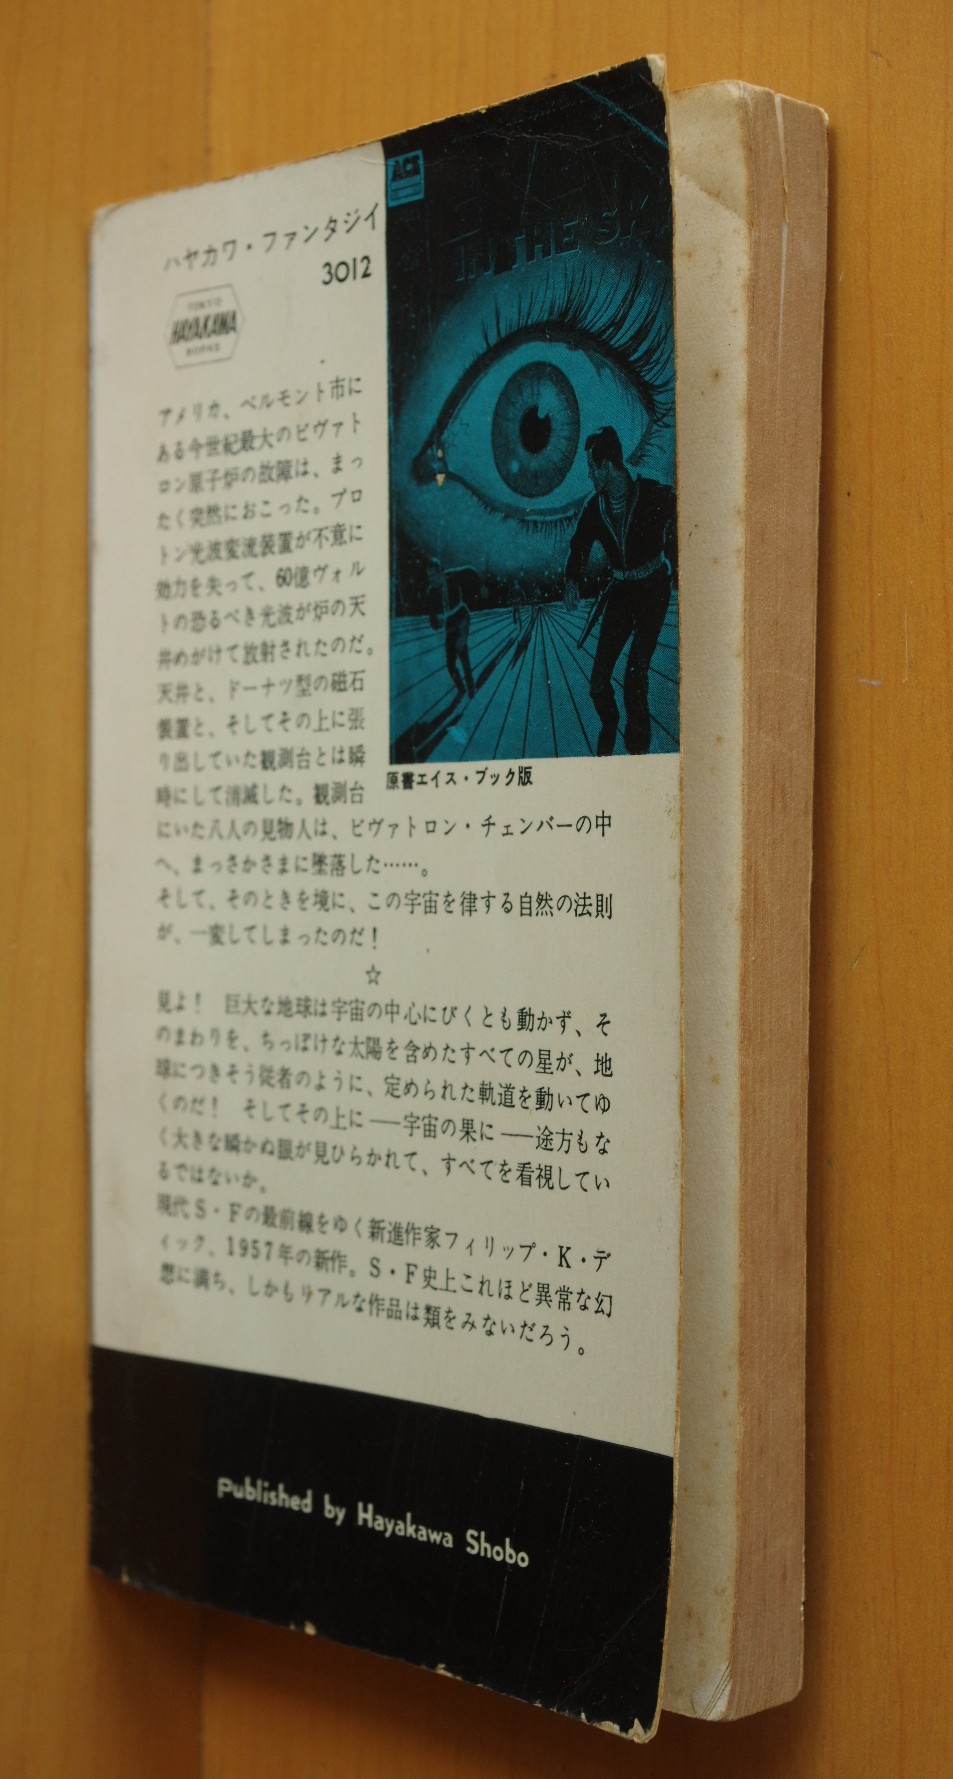 ハヤカワ・ファンタジイ
3012
TOKYO
HAYAKAWA
BOOKS
ACE
IN THE SK
アメリカ、ベルモント市に
ある今世紀最大のビヴァト
ロン原子炉の故障は、まっ
たく突然におこった。プロ
トン光波変流装置が不意に
効力を失って、60億ヴォル
トの恐るべき光波が炉の天
井めがけて放射されたのだ。
天井と、ドーナツ型の磁石
装置と、そしてその上に張
り出していた観測台とは瞬
時にして消滅した。観測台
にいた八人の見物人は、ビヴァトロン・チェンバーの中
へ、まっさかさまに墜落した……。
そして、そのときを境に、この宇宙を律する自然の法則
が、一変してしまったのだ!
☆
見よ! 巨大な地球は宇宙の中心にびくとも動かず、そ
のまわりを、ちっぽけな太陽を含めたすべての星が、地
球につきそう従者のように、定められた軌道を動いてゆ
くのだ! そしてその上に――宇宙の果に――途方もな
く大きな瞬かぬ眼が見ひらかれて、すべてを看視してい
るではないか。
現代S・Fの最前線をゆく新進作家フィリップ・K・デ
ィック、1957年の新作。S・F史上これほど異常な幻
想に満ち、しかもリアルな作品は類をみないだろう。
原書エイス・ブック版
Published by Hayakawa Shobo